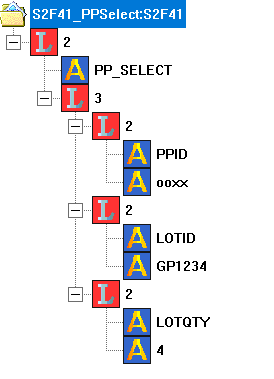 S2F41_PPSelect:S2F41
L 2
A PP_SELECT
L 3
L 2
A PPID
A ooxx
L 2
A LOTID
A GP1234
L 2
A LOTQTY
A 4